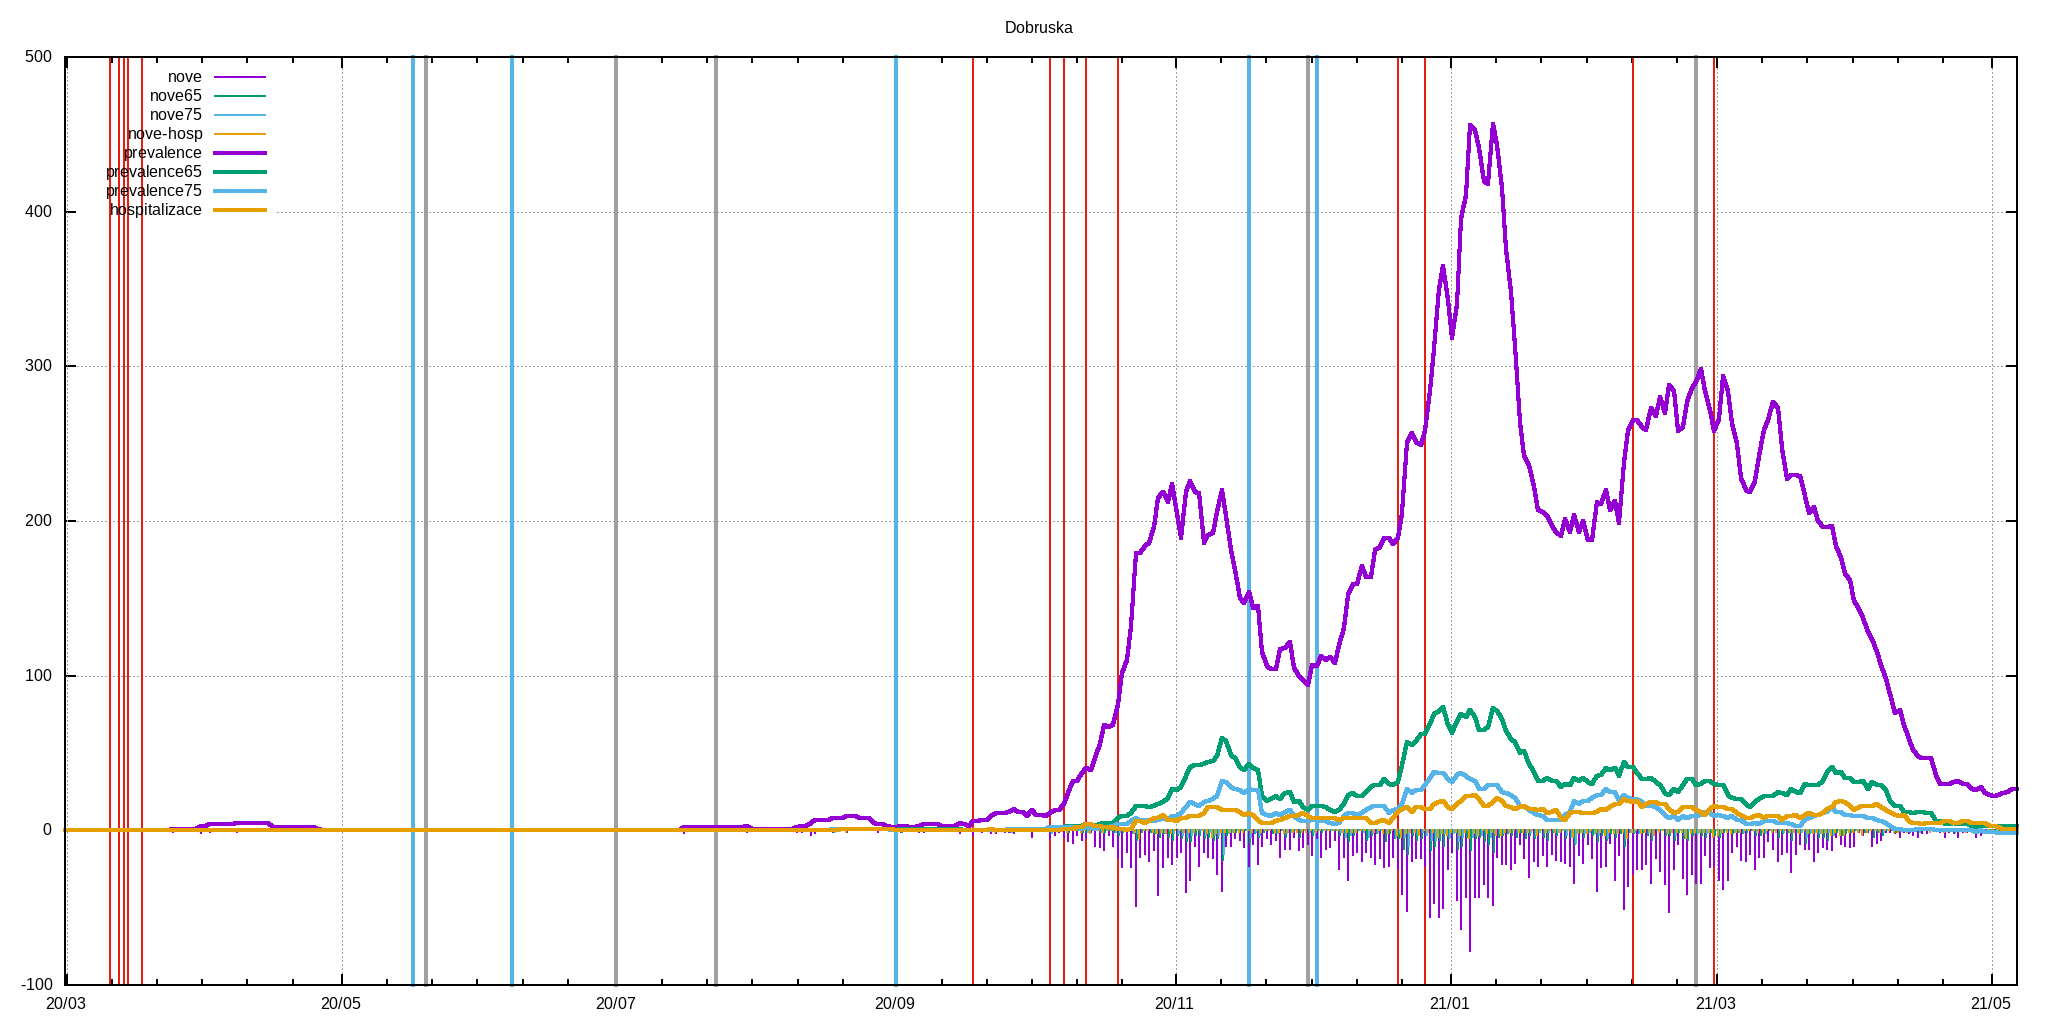 Dobruska
500
400
300
200
100
0
-100
nove
nove65
nove75
nove-hosp
prevalence
prevalence65
prevalence75
hospitalizace
20/03 20/05 20/07 20/09 20/11 21/01 21/03 21/05